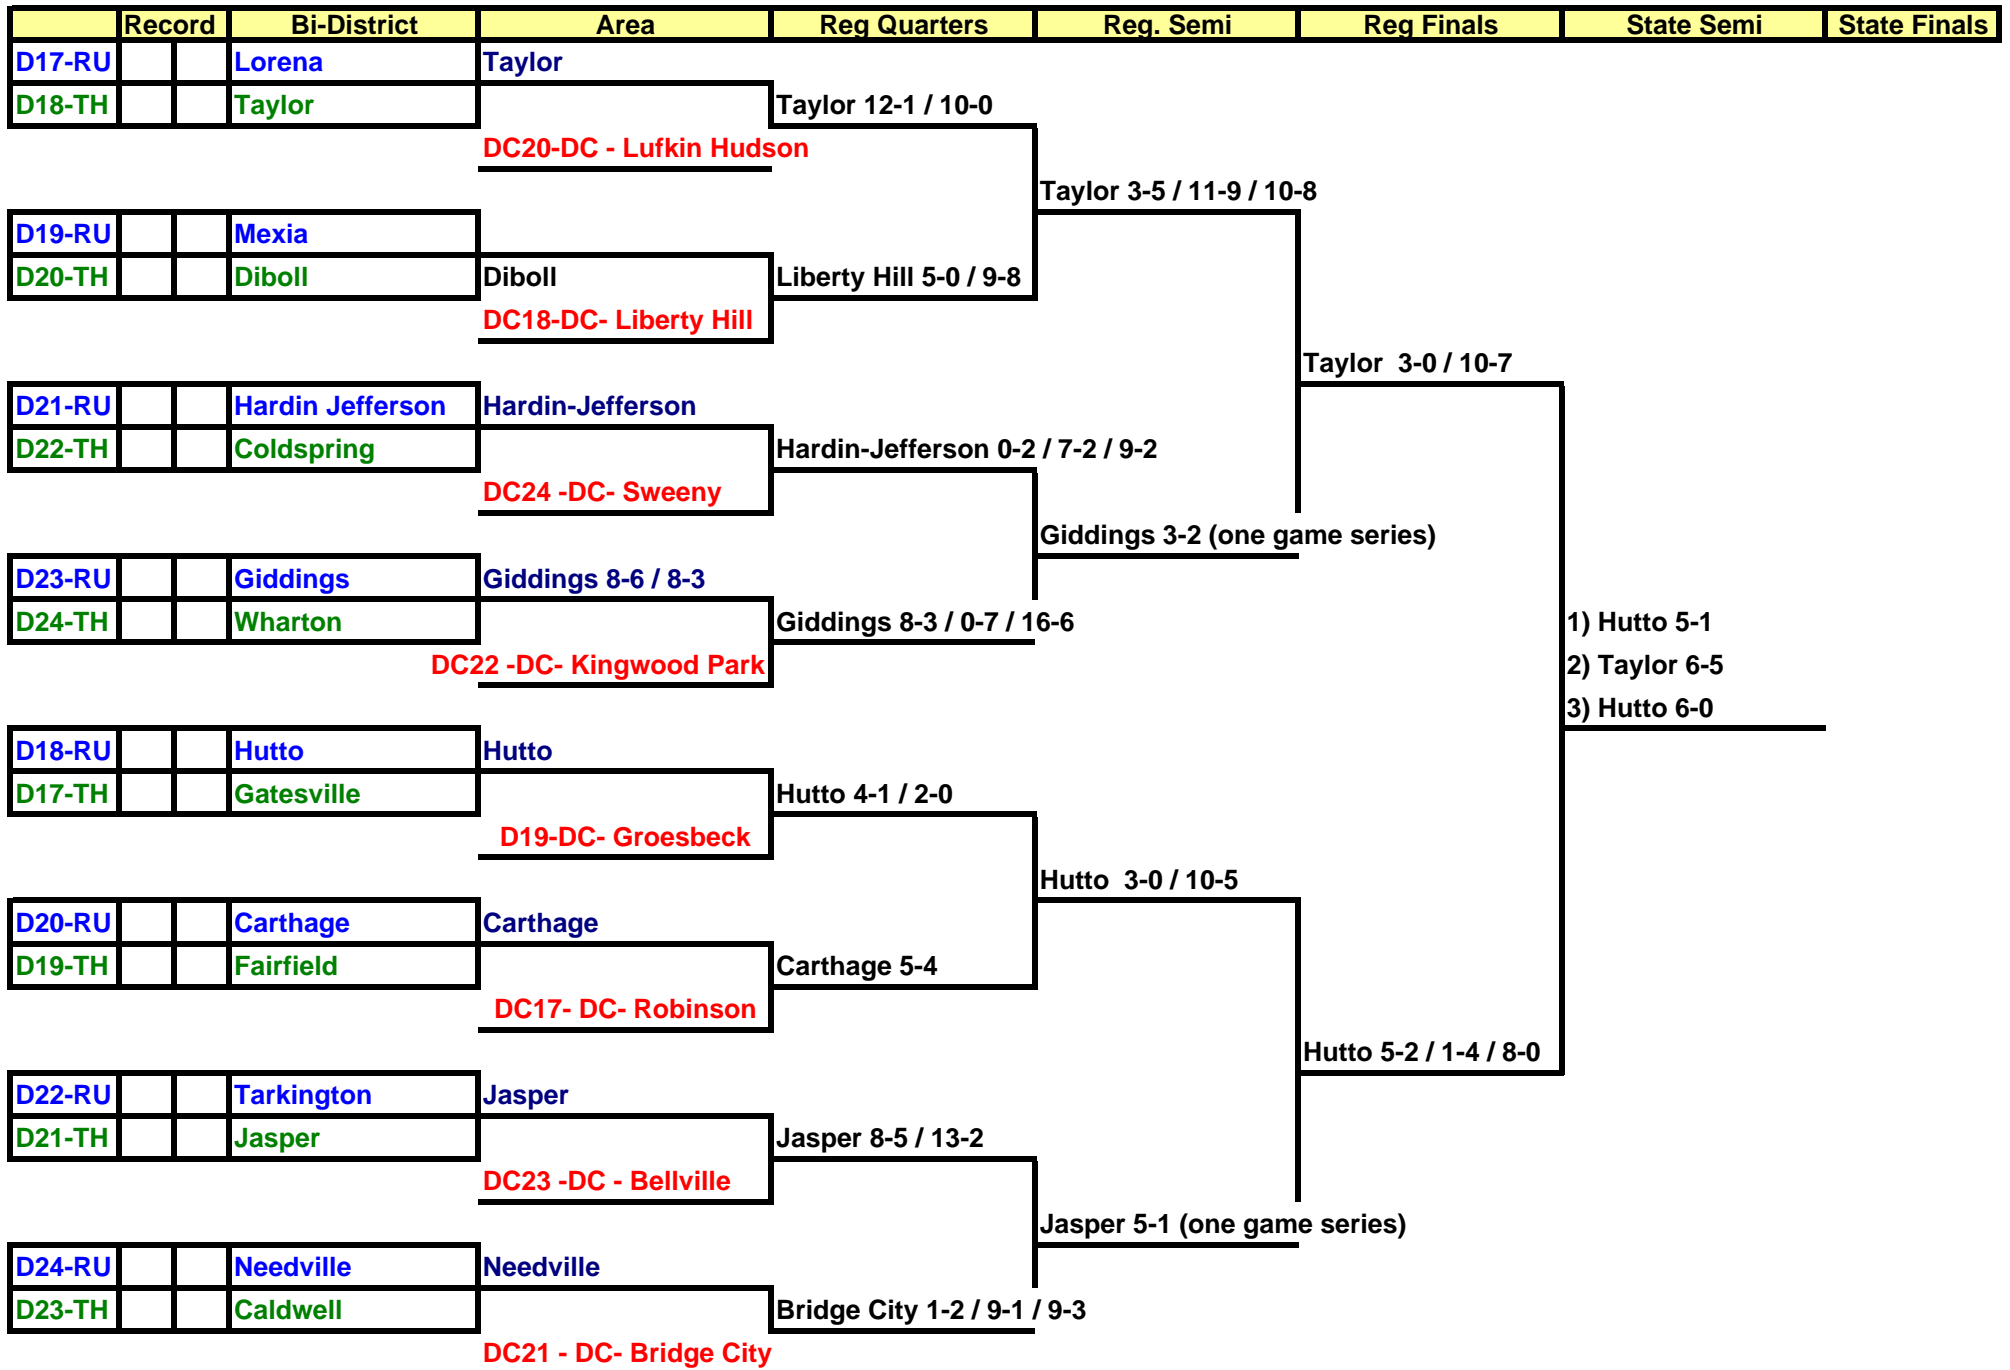 Record Bi-District Area Reg Quarters Reg. Semi Reg Finals State Semi State Finals
D17-RU Lorena Taylor
D18-TH Taylor Taylor 12-1 / 10-0
DC20-DC - Lufkin Hudson
Taylor 3-5 / 11-9 / 10-8
D19-RU Mexia
D20-TH Diboll Diboll Liberty Hill 5-0 / 9-8
DC18-DC- Liberty Hill
Taylor 3-0 / 10-7
D21-RU Hardin Jefferson Hardin-Jefferson
D22-TH Coldspring Hardin-Jefferson 0-2 / 7-2 / 9-2
DC24 -DC- Sweeny
Giddings 3-2 (one game series)
D23-RU Giddings Giddings 8-6 / 8-3
D24-TH Wharton Giddings 8-3 / 0-7 / 16-6 1) Hutto 5-1
DC22 -DC- Kingwood Park 2) Taylor 6-5
3) Hutto 6-0
D18-RU Hutto Hutto
D17-TH Gatesville Hutto 4-1 / 2-0
D19-DC- Groesbeck
Hutto 3-0 / 10-5
D20-RU Carthage Carthage
D19-TH Fairfield Carthage 5-4
DC17- DC- Robinson
Hutto 5-2 / 1-4 / 8-0
D22-RU Tarkington Jasper
D21-TH Jasper Jasper 8-5 / 13-2
DC23 -DC - Bellville
Jasper 5-1 (one game series)
D24-RU Needville Needville
D23-TH Caldwell Bridge City 1-2 / 9-1 / 9-3
DC21 - DC- Bridge City